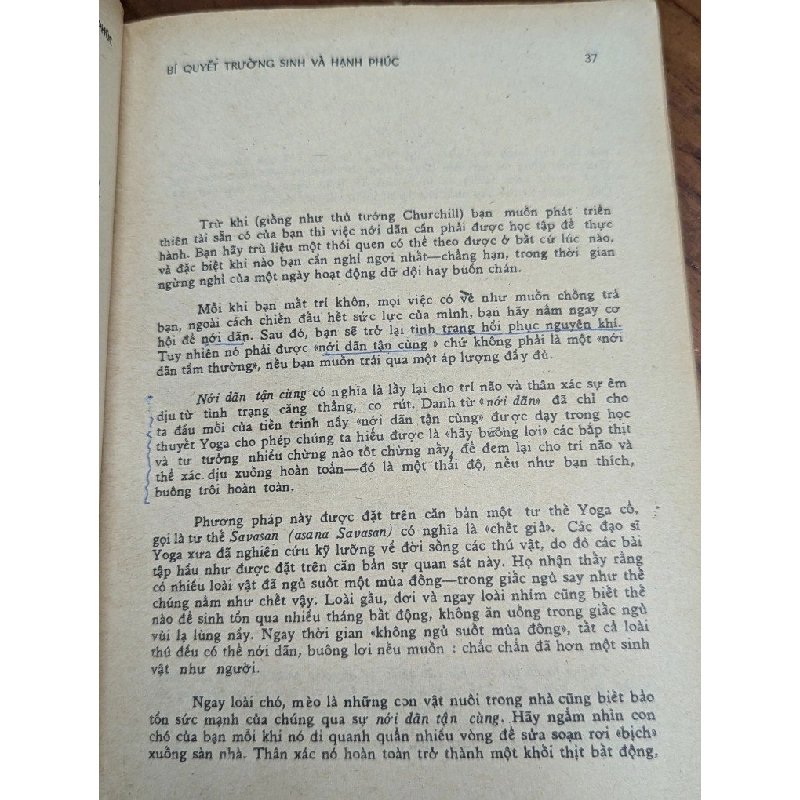 BÍ QUYẾT TRƯỜNG SINH VÀ HẠNH PHÚC 37
Trừ khi (giống như thủ tướng Churchill) bạn muốn phát triển
thiên tài sẵn có của bạn thì việc nới dãn cần phải được học tập để thực
hành. Bạn hãy trù liệu một thói quen có thể theo được ở bất cứ lúc nào,
và đặc biệt khi nào bạn cần nghỉ ngơi nhất—chẳng hạn, trong thời gian
ngừng nghỉ của một ngày hoạt động dữ dội hay buồn chán.
Mỗi khi bạn mất trí khôn, mọi việc có vẻ như muốn chống trả
bạn, ngoài cách chiến đấu hết sức lực của mình, bạn hãy nắm ngay cơ
hội để nới dãn. Sau đó, bạn sẽ trở lại tình trạng hồi phục nguyên khí.
Tuy nhiên nó phải được «nới dãn tận cùng» chứ không phải là một «nới
dãn tầm thường», nếu bạn muốn trải qua một áp lượng đầy đủ.
Nới dãn tận cùng có nghĩa là lấy lại cho trí não và thân xác sự êm
dịu từ tình trạng căng thẳng, co rút. Danh từ «nới dãn» đã chỉ cho
ta đầu mối của tiến trình nầy «nới dãn tận cùng» được dạy trong học
thuyết Yoga cho phép chúng ta hiểu được là «hãy buông lơi» các bắp thịt
và tư tưởng nhiều chừng nào tốt chừng nấy, để đem lại cho trí não và
thể xác dịu xuống hoàn toàn—đó là một thái độ, nếu như bạn thích,
buông trôi hoàn toàn.
Phương pháp này được đặt trên căn bản một tư thế Yoga cổ,
gọi là tư thế Savasan (asana Savasan) có nghĩa là «chết giả». Các đạo sĩ
Yoga xưa đã nghiên cứu kỹ lưỡng về đời sống các thú vật, do đó các bài
tập hầu như được đặt trên căn bản sự quan sát này. Họ nhận thấy rằng
có nhiều loài vật đã ngủ suốt một mùa đông—trong giấc ngủ say như thế
chúng nằm như chết vậy. Loài gấu, dơi và ngay loài nhím cũng biết thế
nào để sinh tồn qua nhiều tháng bất động, không ăn uống trong giấc ngủ
vùi lạ lùng nầy. Ngay thời gian «không ngủ suốt mùa đông», tất cả loài
thú đều có thể nới dãn, buông lơi nếu muốn : chắc chắn đã hơn một sinh
vật như người.
Ngay loài chó, mèo là những con vật nuôi trong nhà cũng biết bảo
tồn sức mạnh của chúng qua sự nới dãn tận cùng. Hãy ngắm nhìn con
chó của bạn mỗi khi nó đi quanh quẩn nhiều vòng để sửa soạn rơi «bịch»
xuống sàn nhà. Thân xác nó hoàn toàn trở thành một khối thịt bất động,